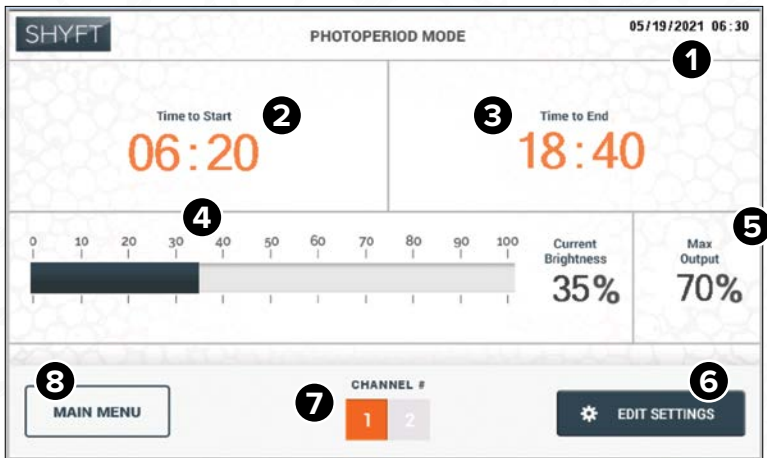 SHYFT
PHOTOPERIOD MODE
05/19/2021 06:30
1
Time to Start
2
06:20
3
Time to End
18:40
4
0 10 20 30 40 50 60 70 80 90 100
Current
Brightness
35%
5
Max
Output
70%
8
MAIN MENU
7
CHANNEL #
1 2
6
EDIT SETTINGS